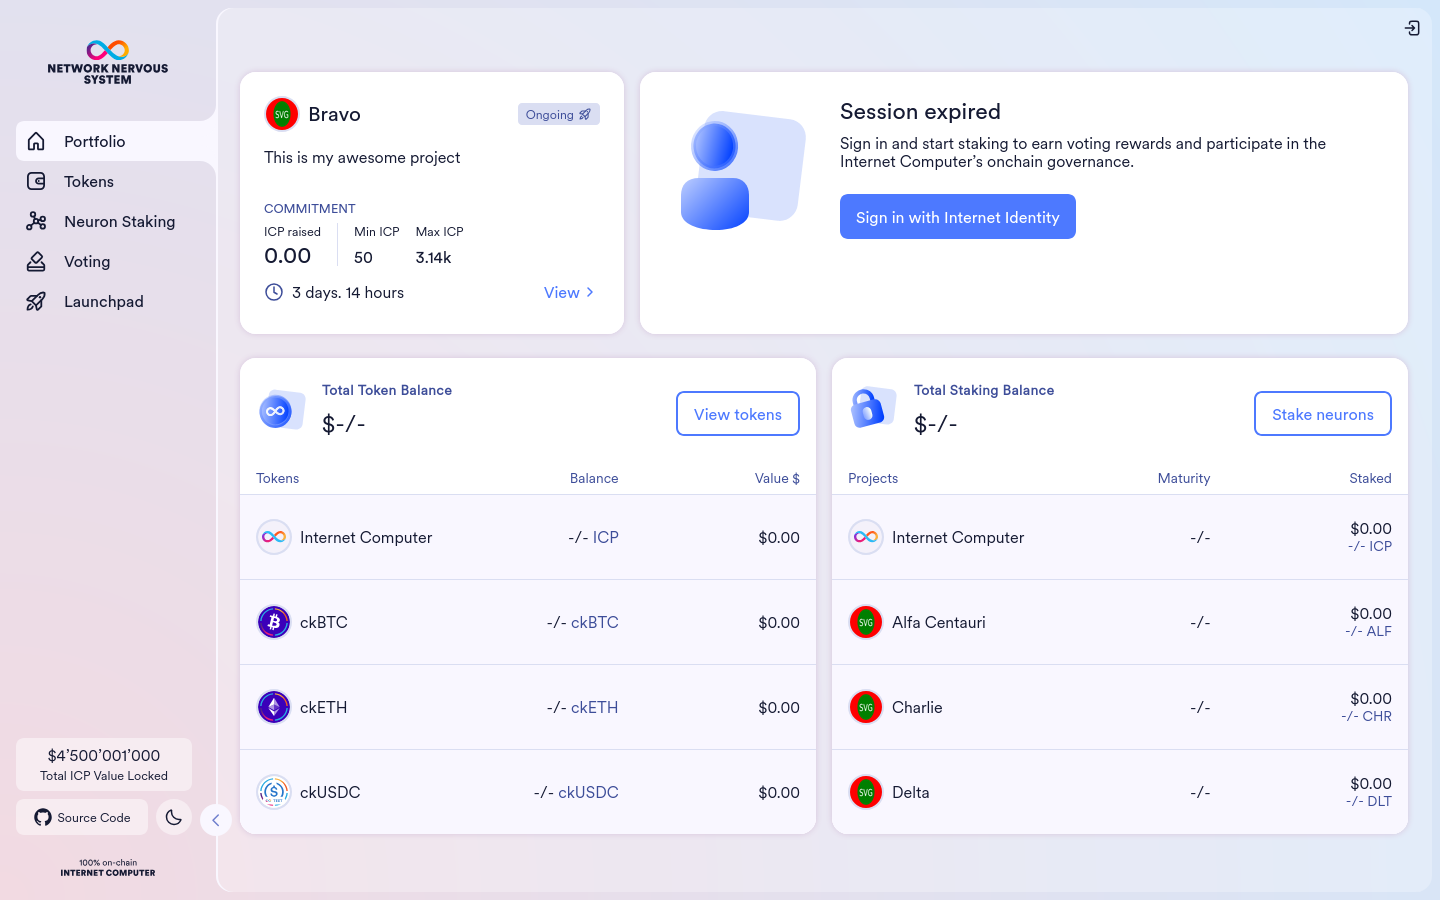 NETWORK NERVOUS
SYSTEM
Portfolio
Tokens
Neuron Staking
Voting
Launchpad
$4’500’001’000
Total ICP Value Locked
Source Code
100% on-chain
INTERNET COMPUTER
SVG
Bravo
Ongoing
This is my awesome project
COMMITMENT
ICP raised
0.00
Min ICP
50
Max ICP
3.14k
3 days. 14 hours
View
Session expired
Sign in and start staking to earn voting rewards and participate in the
Internet Computer’s onchain governance.
Sign in with Internet Identity
Total Token Balance
$-/-
View tokens
Tokens Balance Value $
Internet Computer -/- ICP $0.00
ckBTC -/- ckBTC $0.00
ckETH -/- ckETH $0.00
ckUSDC -/- ckUSDC $0.00
Total Staking Balance
$-/-
Stake neurons
Projects Maturity Staked
Internet Computer -/- $0.00
-/- ICP
SVG Alfa Centauri -/- $0.00
-/- ALF
SVG Charlie -/- $0.00
-/- CHR
SVG Delta -/- $0.00
-/- DLT